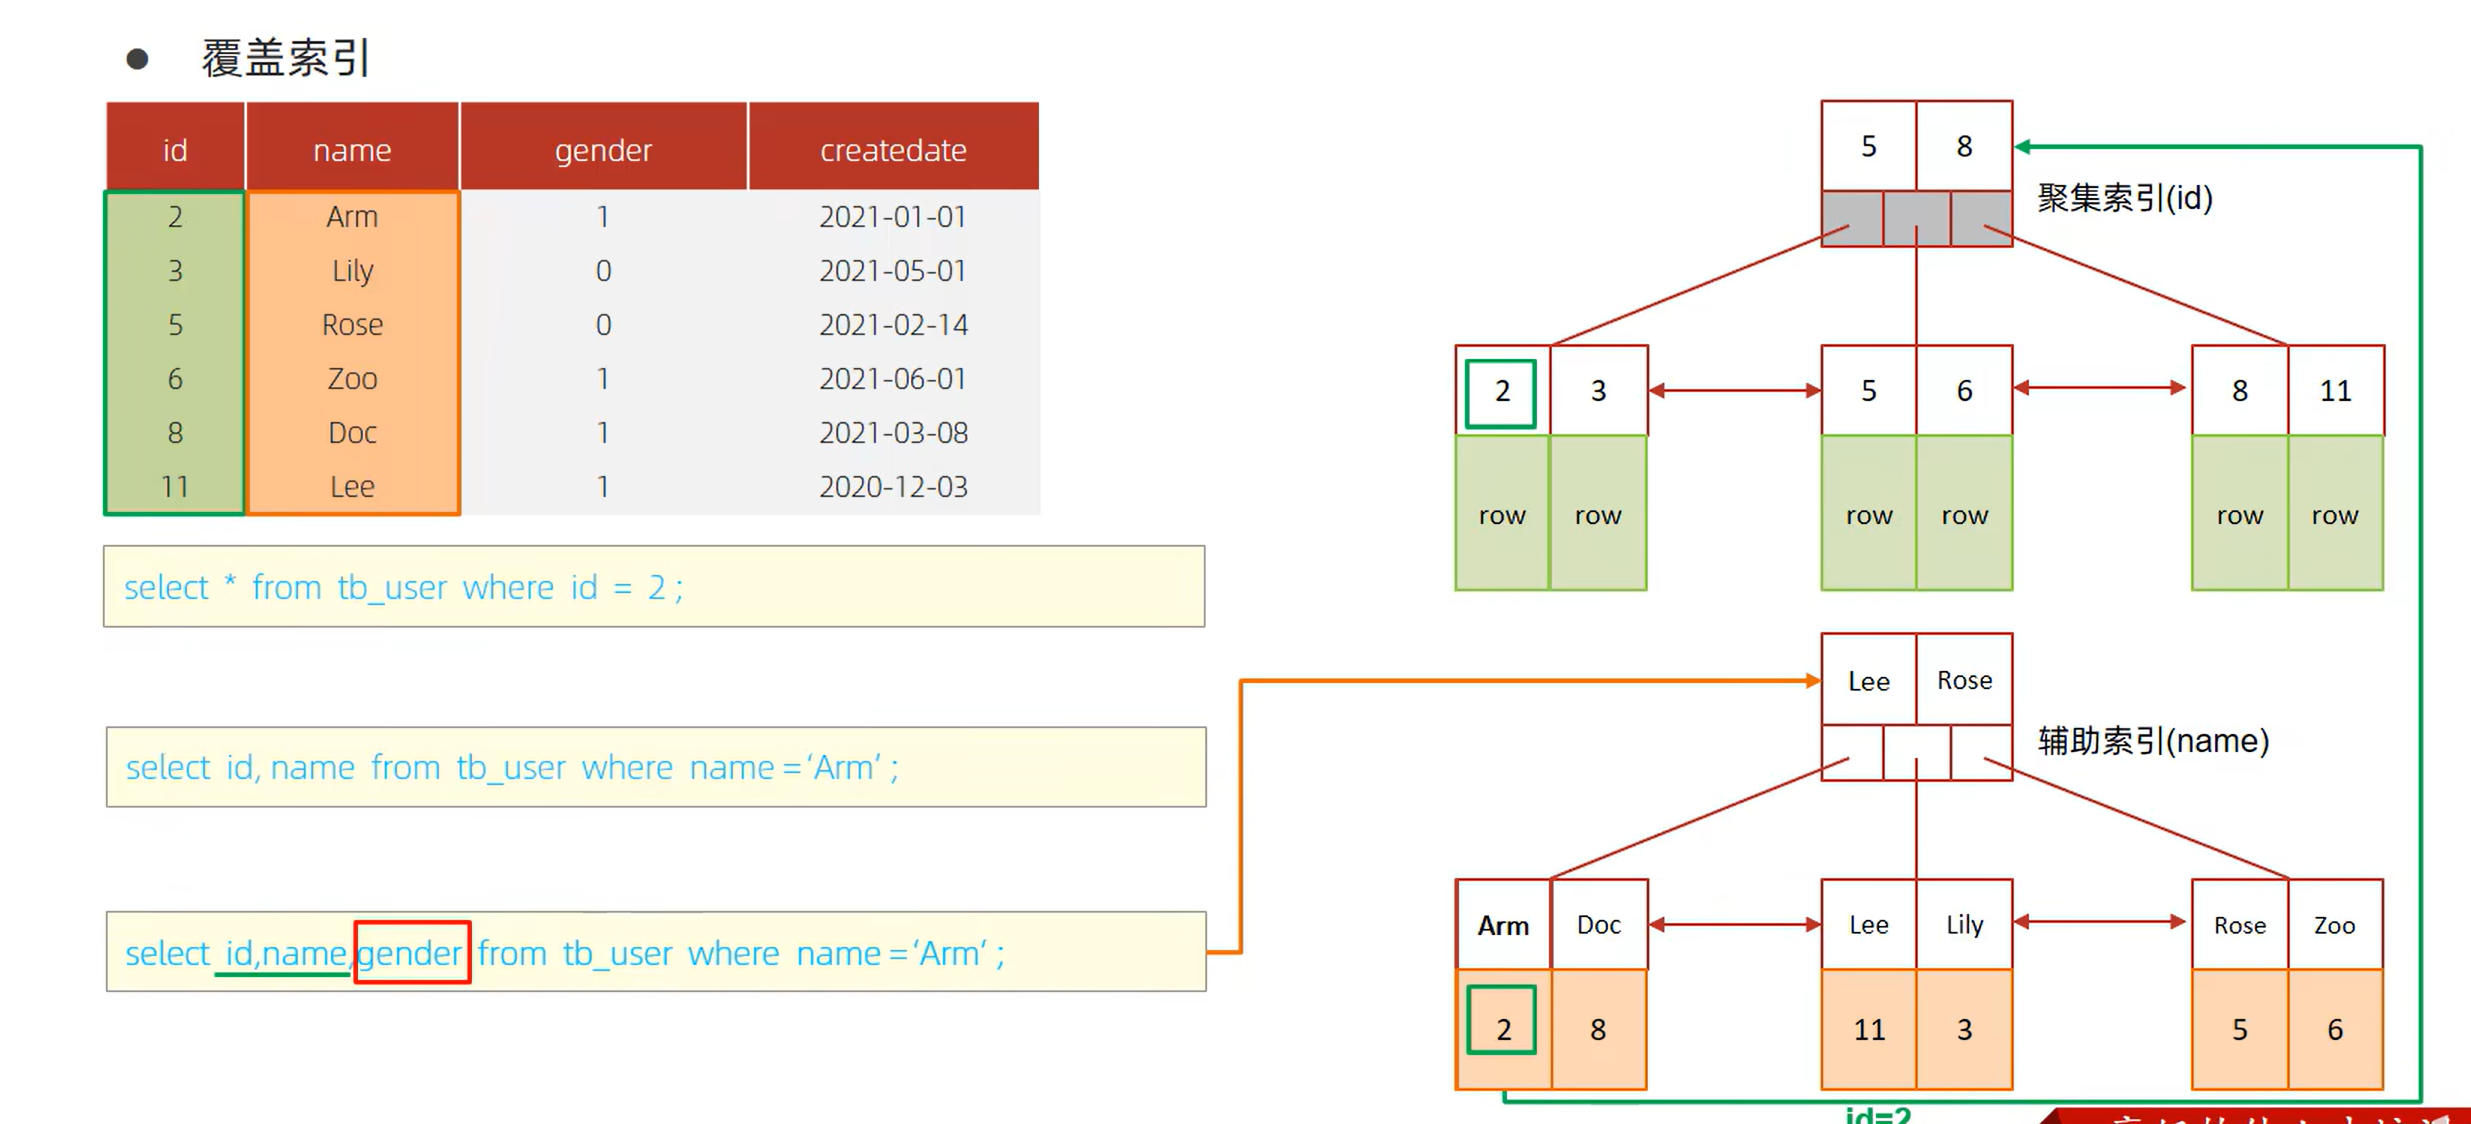 ● 覆盖索引
id name gender createdate
2 Arm 1 2021-01-01
3 Lily 0 2021-05-01
5 Rose 0 2021-02-14
6 Zoo 1 2021-06-01
8 Doc 1 2021-03-08
11 Lee 1 2020-12-03
select * from tb_user where id = 2 ;
select id, name from tb_user where name = ‘Arm’ ;
select id,name,gender from tb_user where name = ‘Arm’ ;
5 8
聚集索引(id)
2 3 5 6 8 11
row row row row row row
Lee Rose
辅助索引(name)
Arm Doc Lee Lily Rose Zoo
2 8 11 3 5 6
id=2